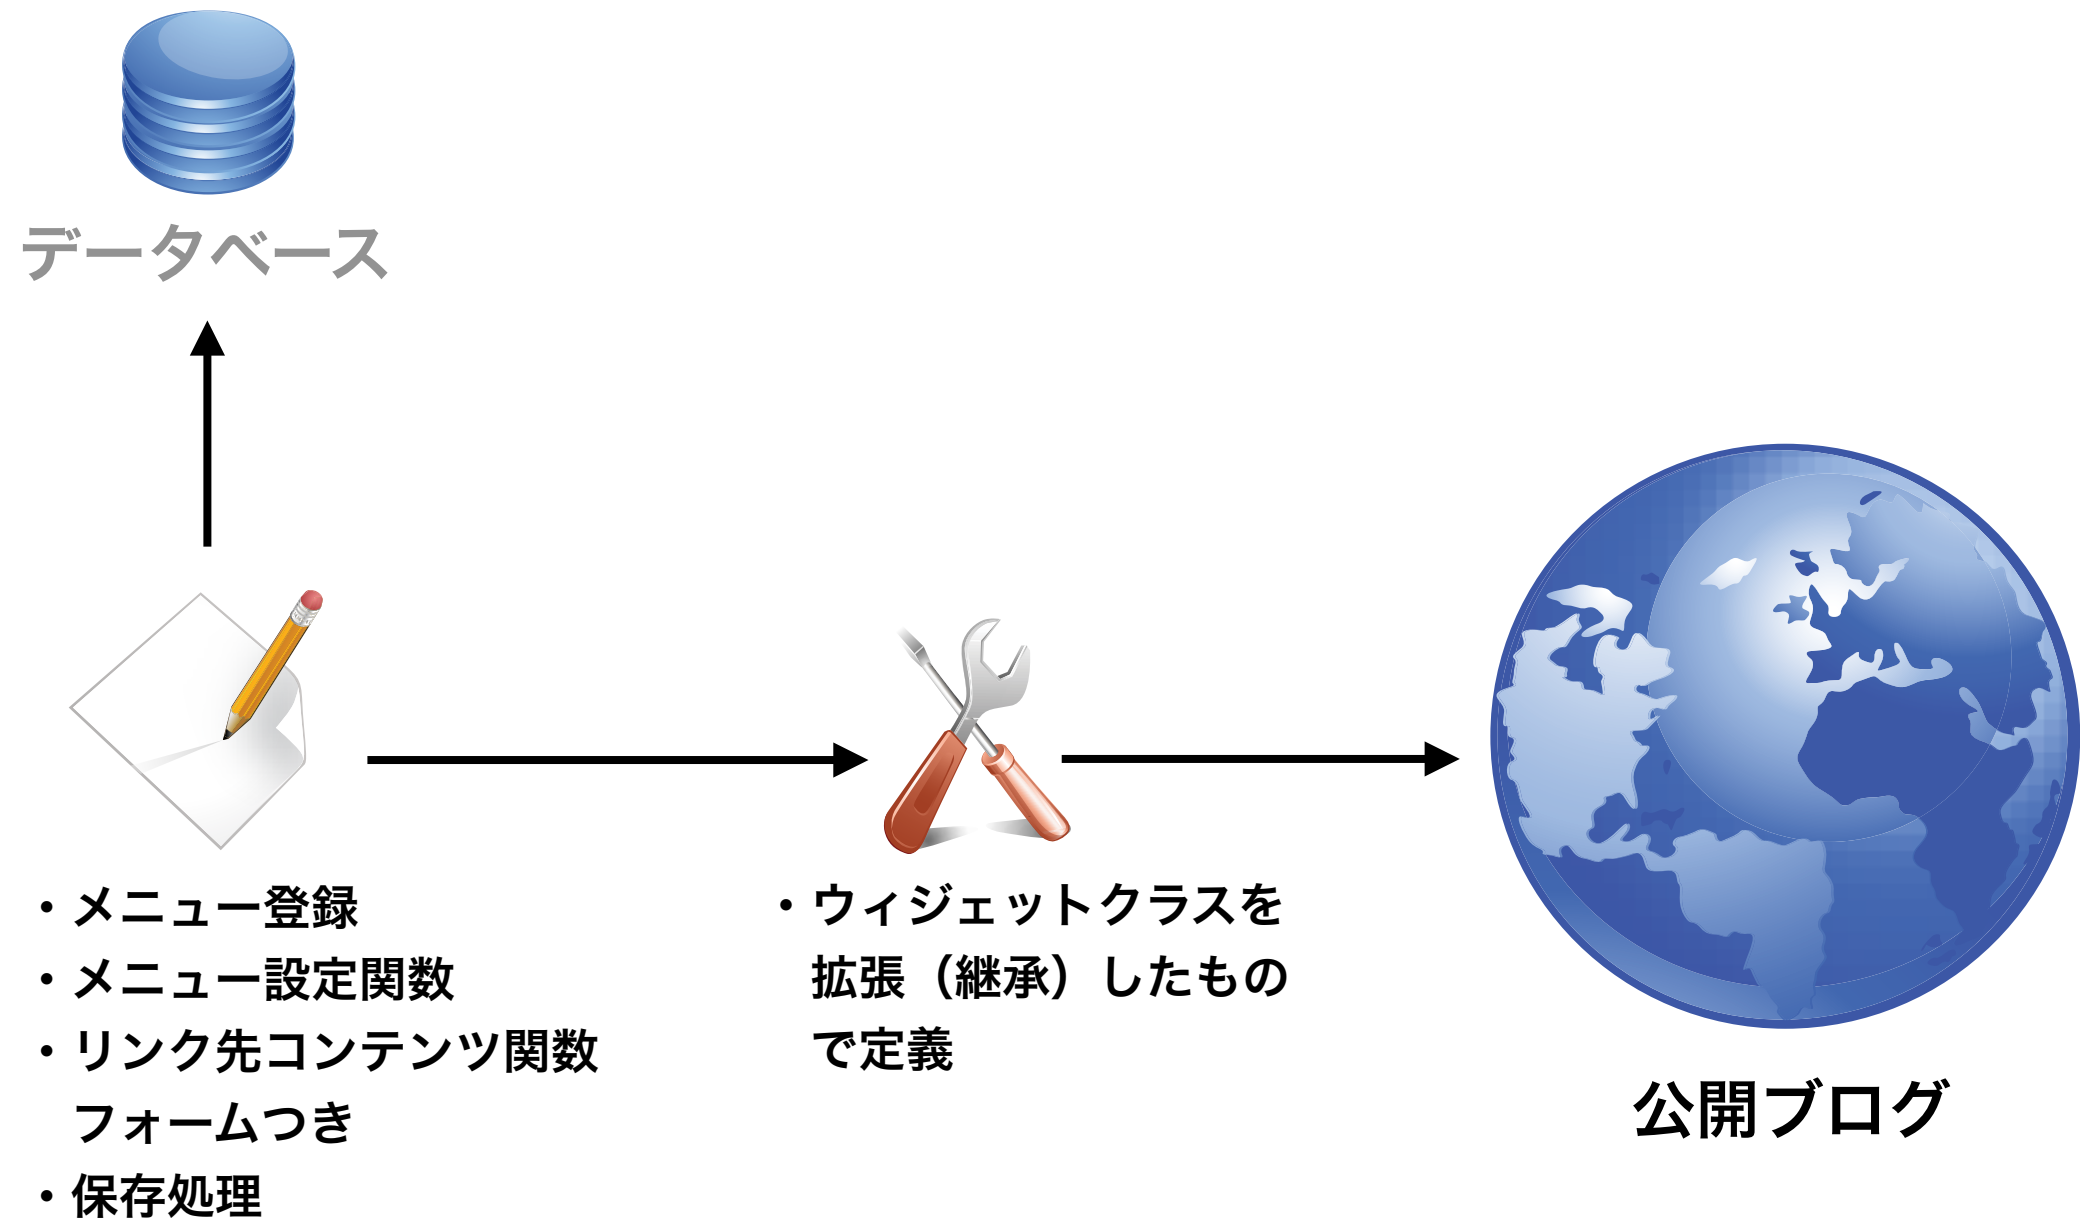 データベース
・メニュー登録
・メニュー設定関数
・リンク先コンテンツ関数
フォームつき
・保存処理
・ウィジェットクラスを
拡張（継承）したもの
で定義
公開ブログ